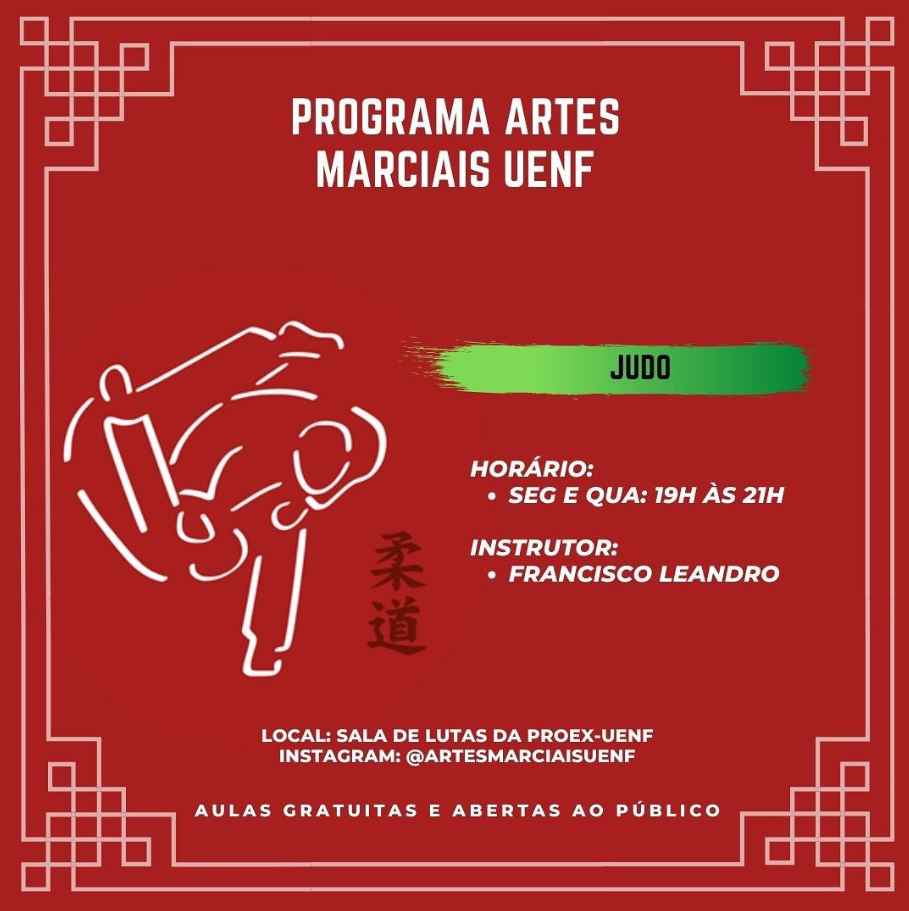 PROGRAMA ARTES
MARCIAIS UENF
JUDO
HORÁRIO:
• SEG E QUA: 19H ÀS 21H
INSTRUTOR:
• FRANCISCO LEANDRO
柔
道
LOCAL: SALA DE LUTAS DA PROEX-UENF
INSTAGRAM: @ARTESMARCIAISUENF
AULAS GRATUITAS E ABERTAS AO PÚBLICO